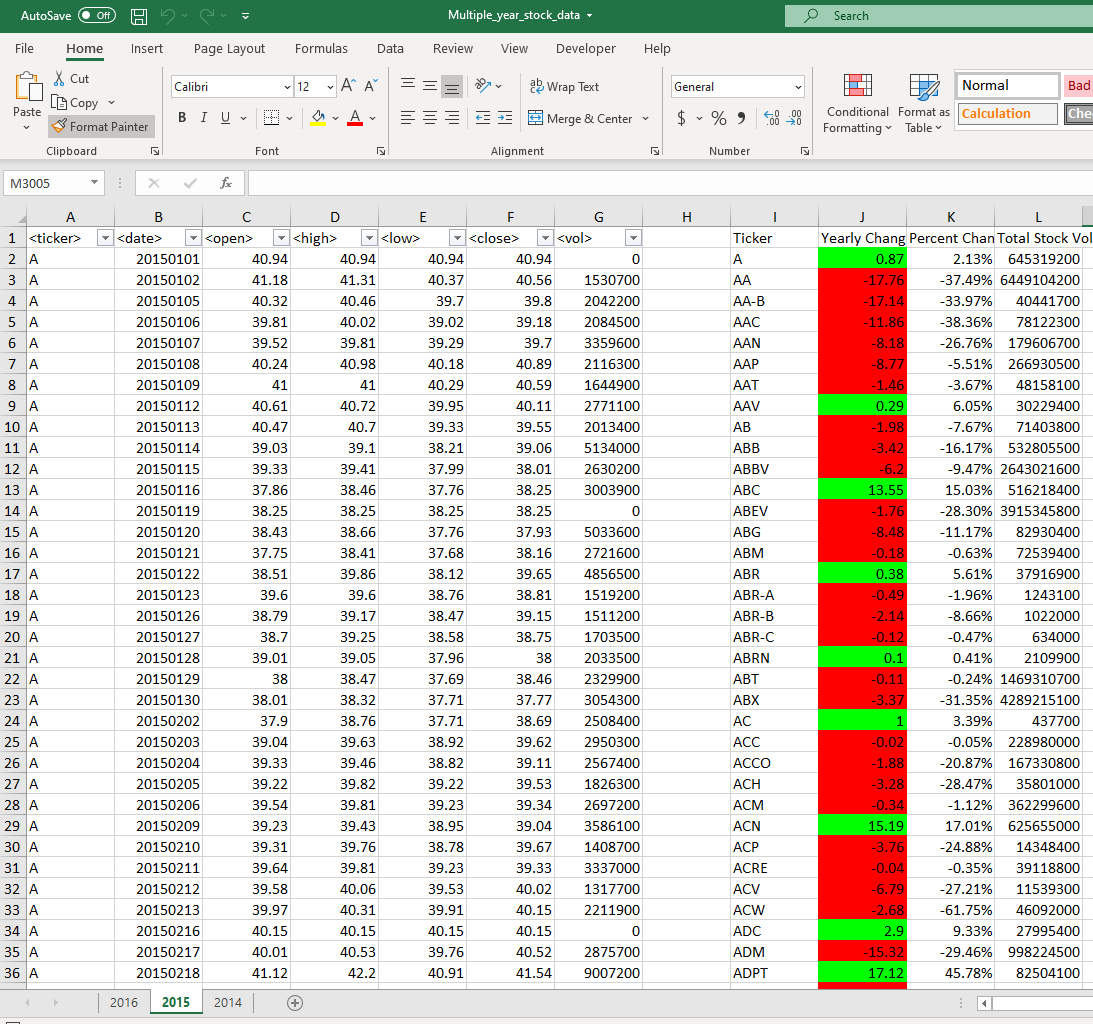 AutoSave Off Multiple_year_stock_data Search
File Home Insert Page Layout Formulas Data Review View Developer Help
Cut
Copy
Paste
Format Painter
Clipboard
Calibri 12 A A
B I U A
Font
Wrap Text
Merge & Center
Alignment
General
$ % 9 .00 .00
Number
Conditional Formatting
Format as Table
Normal Bad
Calculation Che
M3005 fx
A B C D E F G H I J K L
1 <ticker> <date> <open> <high> <low> <close> <vol> Ticker Yearly Chang Percent Chan Total Stock Vol
2 A 20150101 40.94 40.94 40.94 40.94 0 A 0.87 2.13% 645319200
3 A 20150102 41.18 41.31 40.37 40.56 1530700 AA -17.76 -37.49% 6449104200
4 A 20150105 40.32 40.46 39.7 39.8 2042200 AA-B -17.14 -33.97% 40441700
5 A 20150106 39.81 40.02 39.02 39.18 2084500 AAC -11.86 -38.36% 78122300
6 A 20150107 39.52 39.81 39.29 39.7 3359600 AAN -8.18 -26.76% 179606700
7 A 20150108 40.24 40.98 40.18 40.89 2116300 AAP -8.77 -5.51% 266930500
8 A 20150109 41 41 40.29 40.59 1644900 AAT -1.46 -3.67% 48158100
9 A 20150112 40.61 40.72 39.95 40.11 2771100 AAV 0.29 6.05% 30229400
10 A 20150113 40.47 40.7 39.33 39.55 2013400 AB -1.98 -7.67% 71403800
11 A 20150114 39.03 39.1 38.21 39.06 5134000 ABB -3.42 -16.17% 532805500
12 A 20150115 39.33 39.41 37.99 38.01 2630200 ABBV -6.2 -9.47% 2643021600
13 A 20150116 37.86 38.46 37.76 38.25 3003900 ABC 13.55 15.03% 516218400
14 A 20150119 38.25 38.25 38.25 38.25 0 ABEV -1.76 -28.30% 3915345800
15 A 20150120 38.43 38.66 37.76 37.93 5033600 ABG -8.48 -11.17% 82930400
16 A 20150121 37.75 38.41 37.68 38.16 2721600 ABM -0.18 -0.63% 72539400
17 A 20150122 38.51 39.86 38.12 39.65 4856500 ABR 0.38 5.61% 37916900
18 A 20150123 39.6 39.6 38.76 38.81 1519200 ABR-A -0.49 -1.96% 1243100
19 A 20150126 38.79 39.17 38.47 39.15 1511200 ABR-B -2.14 -8.66% 1022000
20 A 20150127 38.7 39.25 38.58 38.75 1703500 ABR-C -0.12 -0.47% 634000
21 A 20150128 39.01 39.05 37.96 38 2033500 ABRN 0.1 0.41% 2109900
22 A 20150129 38 38.47 37.69 38.46 2329900 ABT -0.11 -0.24% 1469310700
23 A 20150130 38.01 38.32 37.71 37.77 3054300 ABX -3.37 -31.35% 4289215100
24 A 20150202 37.9 38.76 37.71 38.69 2508400 AC 1 3.39% 437700
25 A 20150203 39.04 39.63 38.92 39.62 2950300 ACC -0.02 -0.05% 228980000
26 A 20150204 39.33 39.46 38.82 39.11 2567400 ACCO -1.88 -20.87% 167330800
27 A 20150205 39.22 39.82 39.22 39.53 1826300 ACH -3.28 -28.47% 35801000
28 A 20150206 39.54 39.81 39.23 39.34 2697200 ACM -0.34 -1.12% 362299600
29 A 20150209 39.23 39.43 38.95 39.04 3586100 ACN 15.19 17.01% 625655000
30 A 20150210 39.31 39.76 38.78 39.67 1408700 ACP -3.76 -24.88% 14348400
31 A 20150211 39.64 39.81 39.23 39.33 3337000 ACRE -0.04 -0.35% 39118800
32 A 20150212 39.58 40.06 39.53 40.02 1317700 ACV -6.79 -27.21% 11539300
33 A 20150213 39.97 40.31 39.91 40.15 2211900 ACW -2.68 -61.75% 46092000
34 A 20150216 40.15 40.15 40.15 40.15 0 ADC 2.9 9.33% 27995400
35 A 20150217 40.01 40.53 39.76 40.52 2875700 ADM -15.32 -29.46% 998224500
36 A 20150218 41.12 42.2 40.91 41.54 9007200 ADPT 17.12 45.78% 82504100
2016 2015 2014